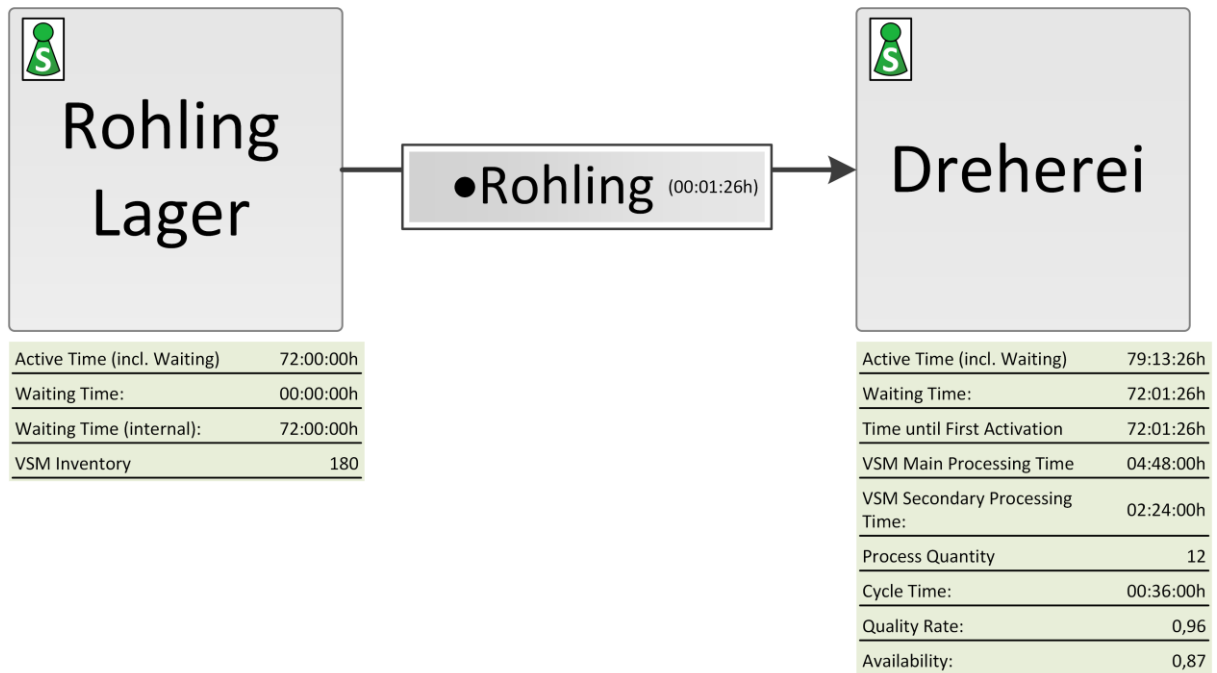 S
Rohling
Lager
●Rohling (00:01:26h)
S
Dreherei
Active Time (incl. Waiting) 72:00:00h
Waiting Time: 00:00:00h
Waiting Time (internal): 72:00:00h
VSM Inventory 180
Active Time (incl. Waiting) 79:13:26h
Waiting Time: 72:01:26h
Time until First Activation 72:01:26h
VSM Main Processing Time 04:48:00h
VSM Secondary Processing
Time: 02:24:00h
Process Quantity 12
Cycle Time: 00:36:00h
Quality Rate: 0,96
Availability: 0,87